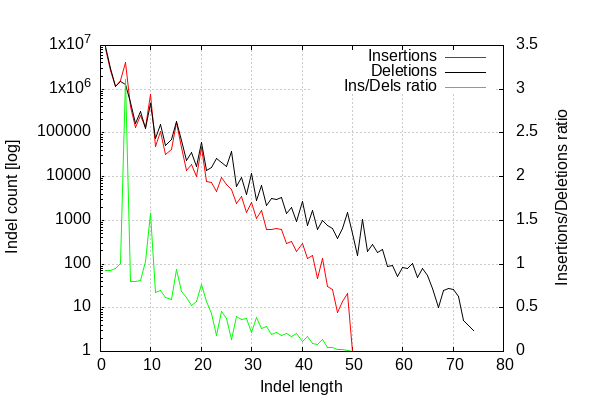 Insertions
Deletions
Ins/Dels ratio
1x10^7
1x10^6
100000
10000
1000
100
10
1
3.5
3
2.5
2
1.5
1
0.5
0
0 10 20 30 40 50 60 70 80
Indel length
Indel count [log]
Insertions/Deletions ratio